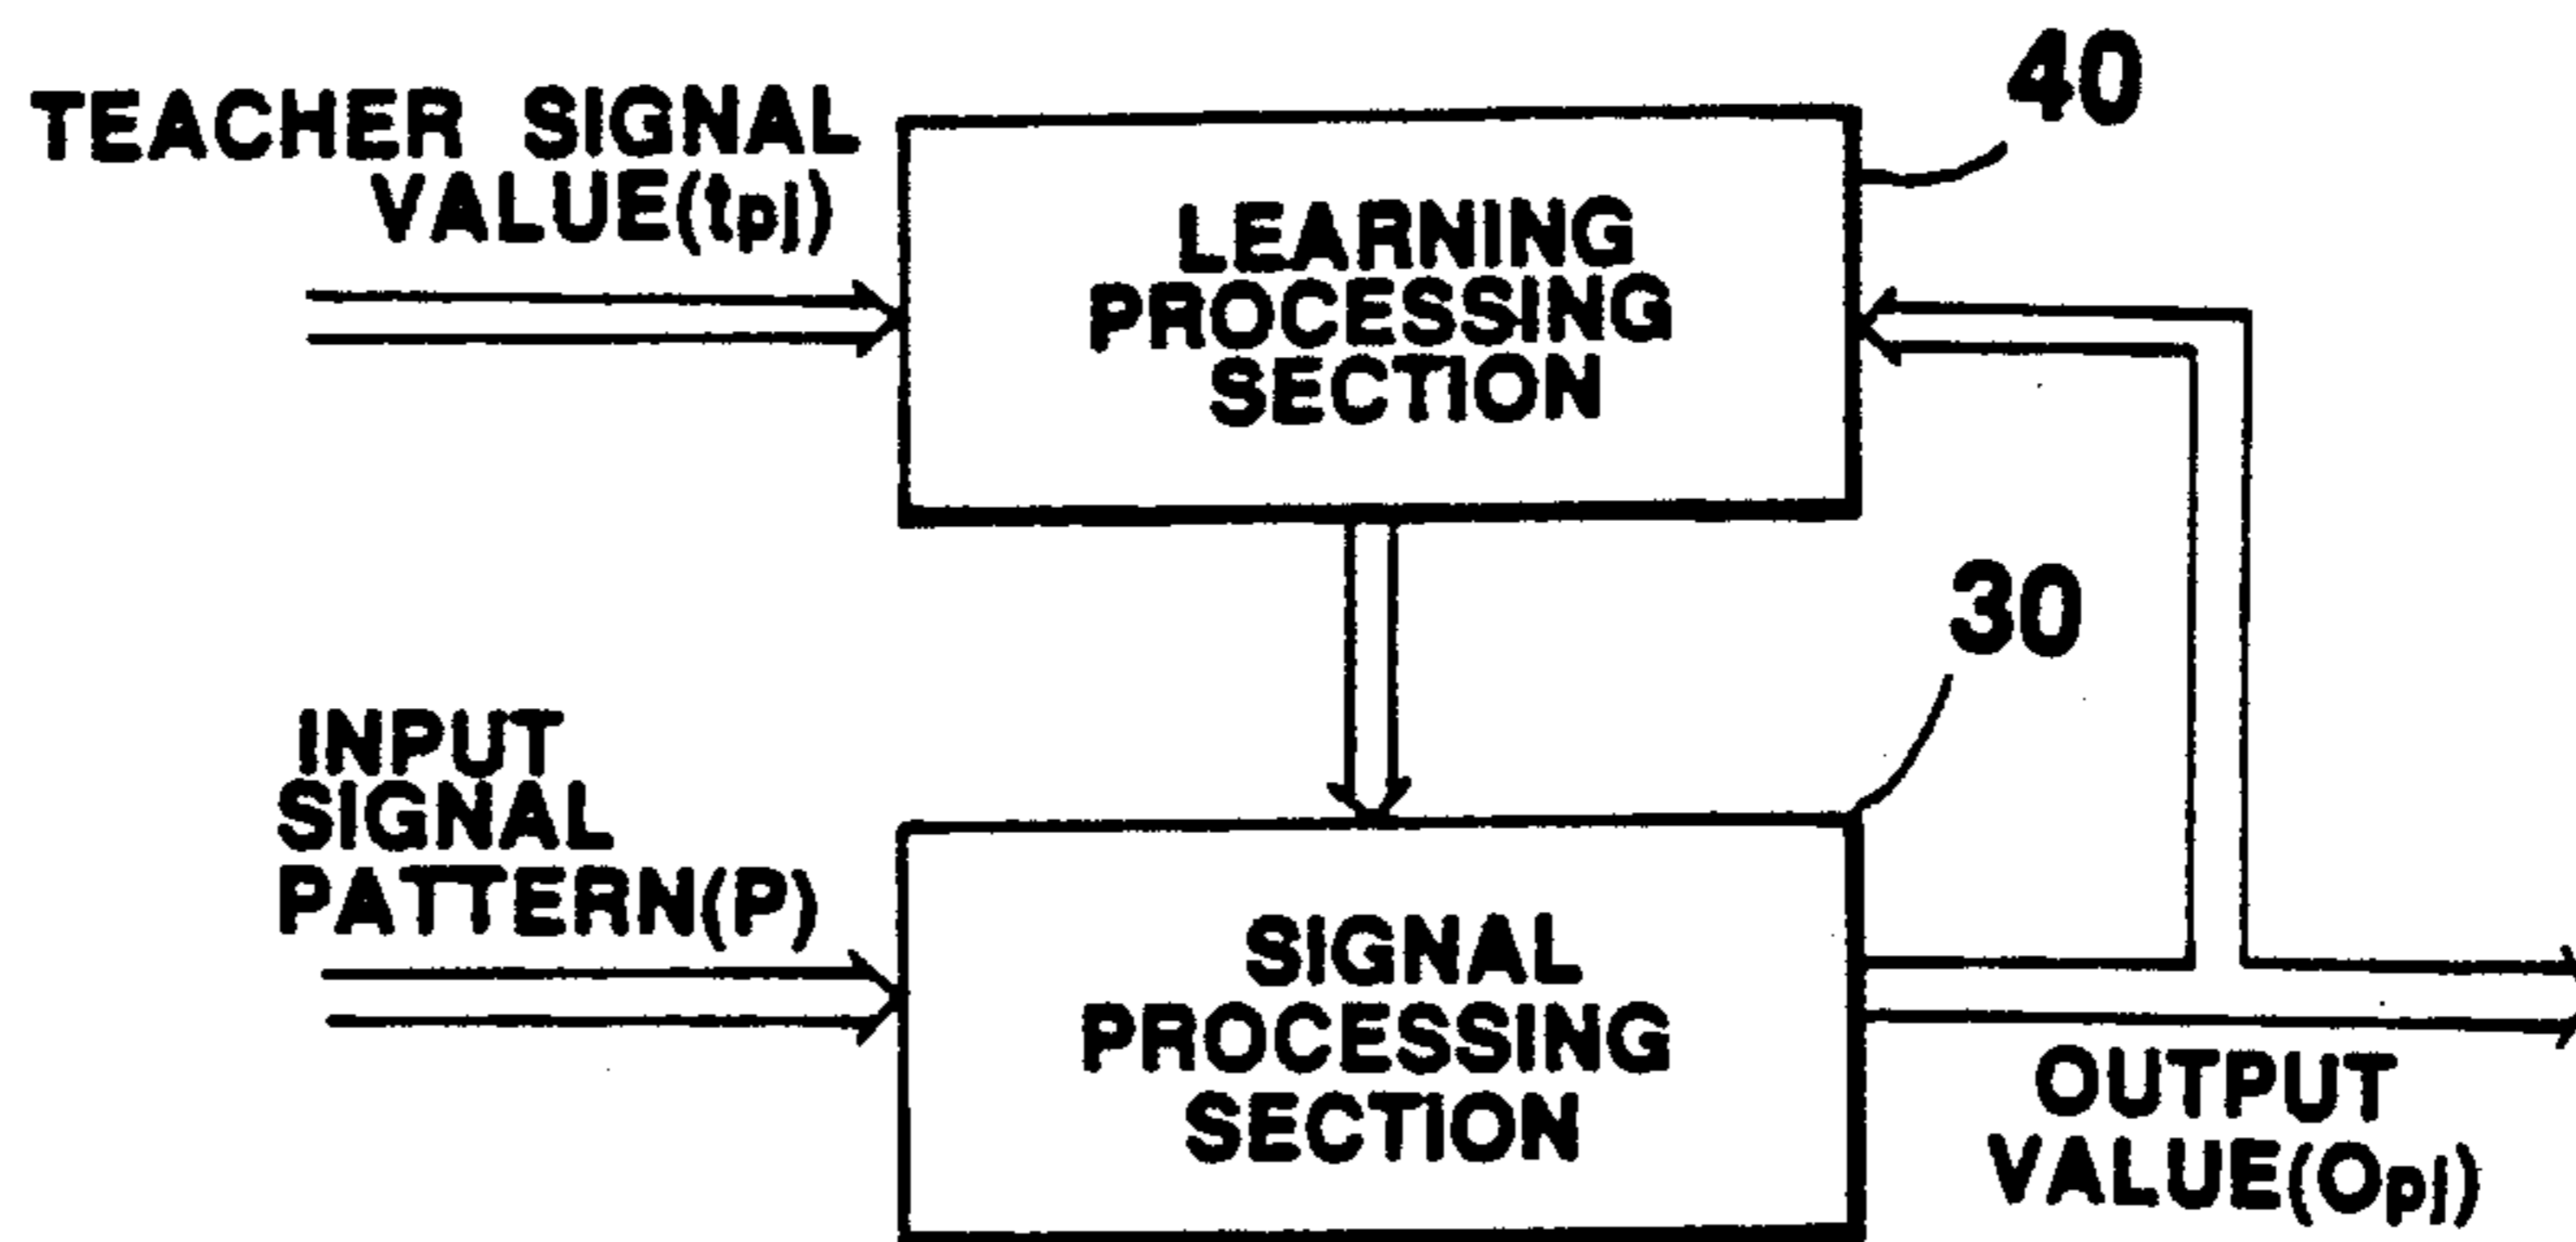 40
TEACHER SIGNAL
VALUE(tpj)
LEARNING
PROCESSING
SECTION
30
INPUT
SIGNAL
PATTERN(P)
SIGNAL
PROCESSING
SECTION
OUTPUT
VALUE(Opj)